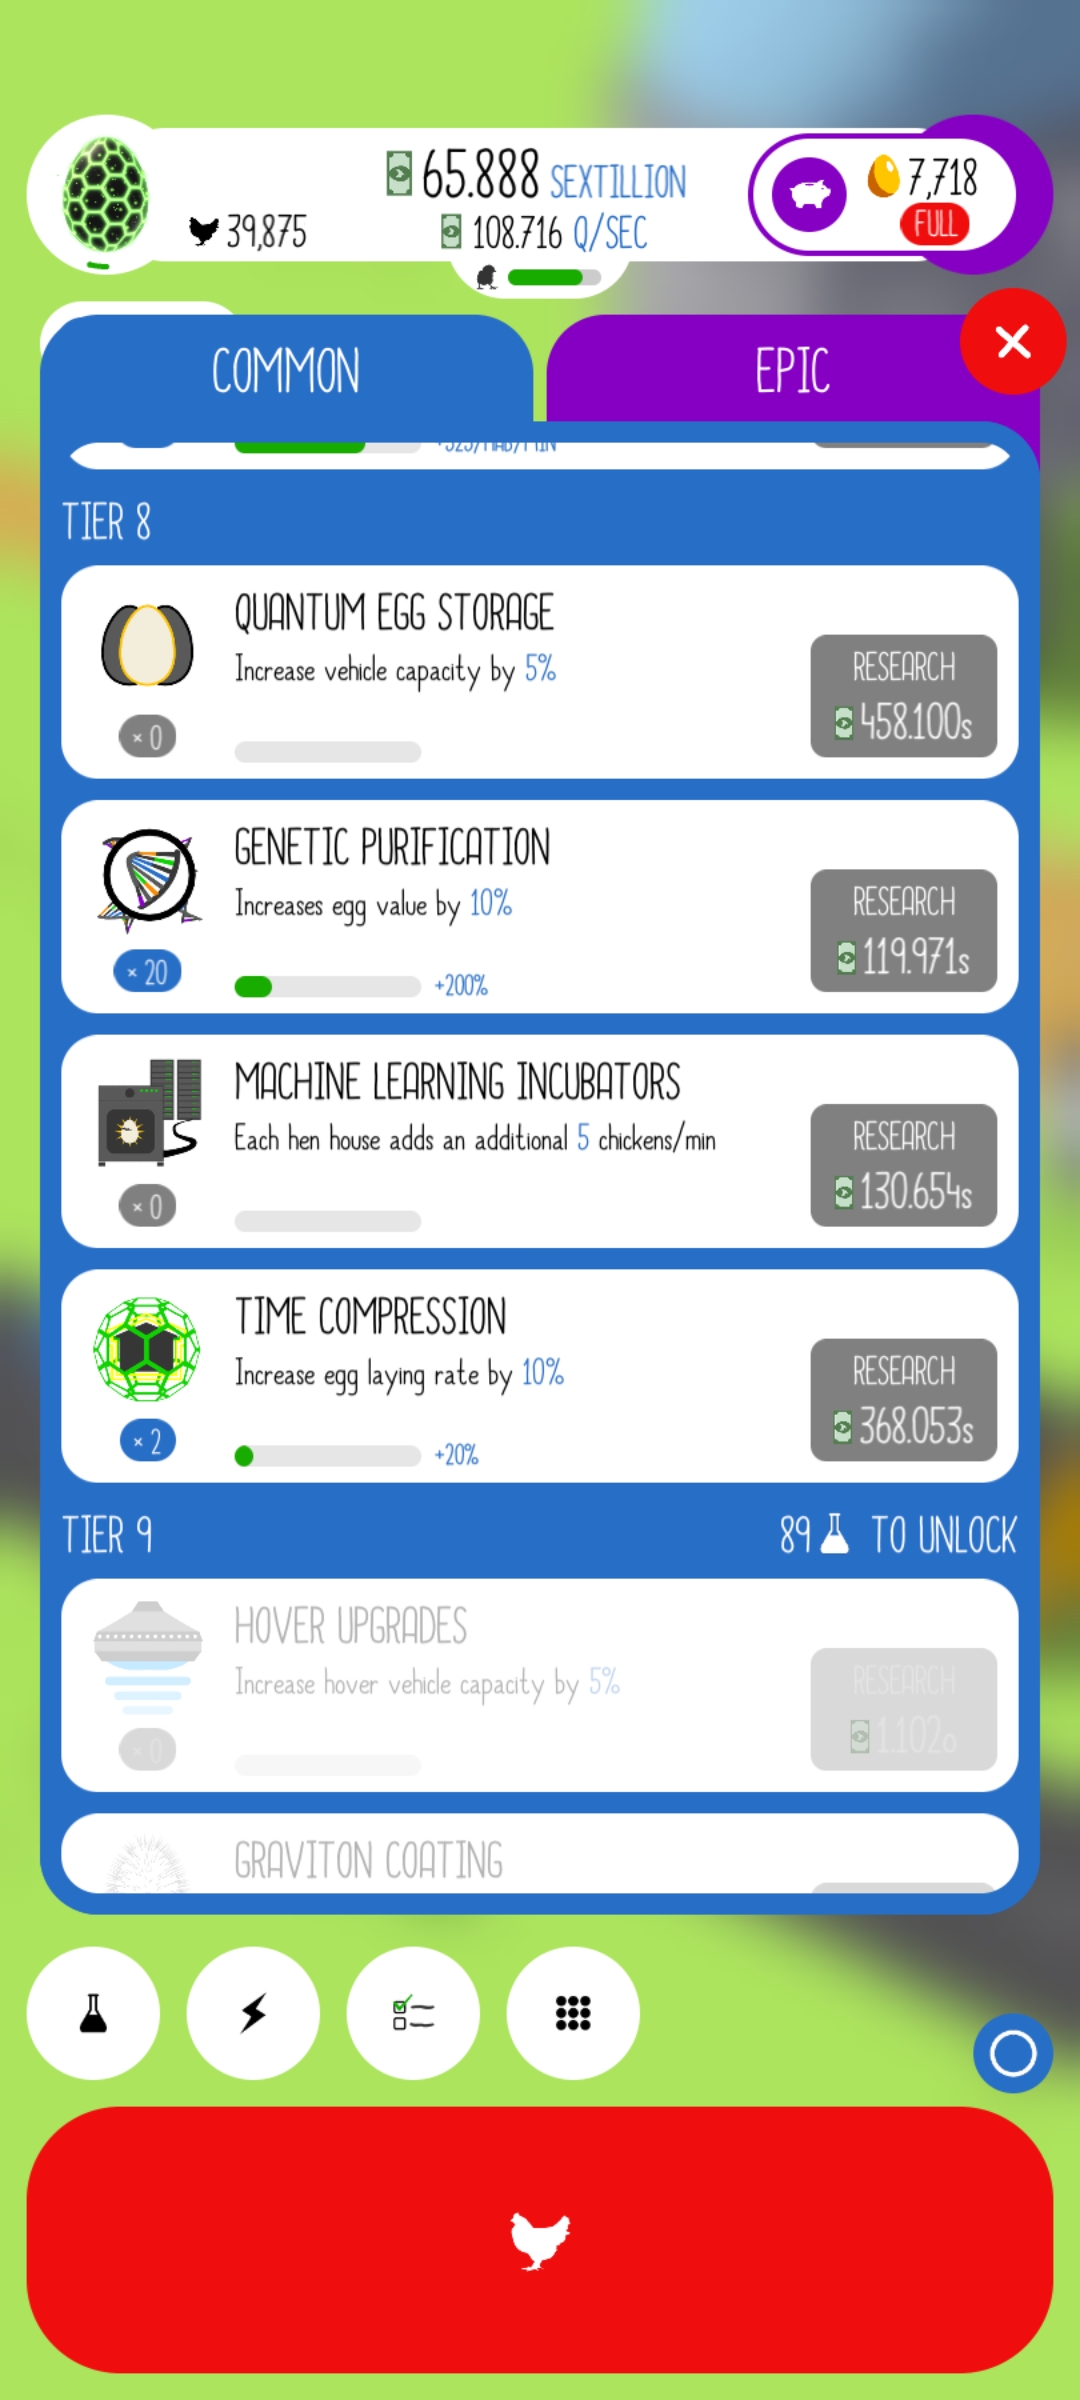 65.888 SEXTILLION
39,875
108.716 Q/SEC
7,718
FULL
COMMON
EPIC
TIER 8
QUANTUM EGG STORAGE
Increase vehicle capacity by 5%
RESEARCH
458.100s
× 0
GENETIC PURIFICATION
Increases egg value by 10%
RESEARCH
119.971s
× 20
+200%
MACHINE LEARNING INCUBATORS
Each hen house adds an additional 5 chickens/min
RESEARCH
130.654s
× 0
TIME COMPRESSION
Increase egg laying rate by 10%
RESEARCH
368.053s
× 2
+20%
TIER 9
89 TO UNLOCK
HOVER UPGRADES
Increase hover vehicle capacity by 5%
RESEARCH
1.102o
× 0
GRAVITON COATING